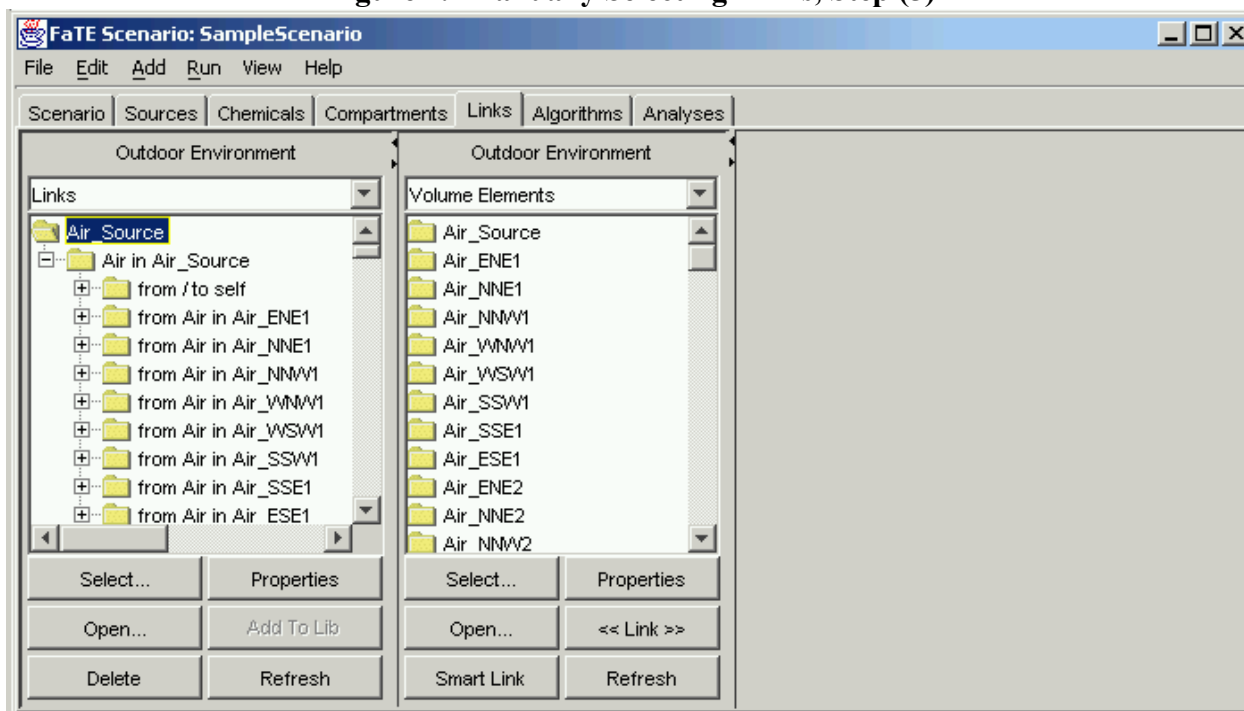 FaTE Scenario: SampleScenario
File Edit Add Run View Help
Scenario Sources Chemicals Compartments Links Algorithms Analyses
Outdoor Environment
Links
Air_Source
Air in Air_Source
from / to self
from Air in Air_ENE1
from Air in Air_NNE1
from Air in Air_NNW1
from Air in Air_WNW1
from Air in Air_WSW1
from Air in Air_SSW1
from Air in Air_SSE1
from Air in Air_ESE1
Select... Properties
Open... Add To Lib
Delete Refresh
Outdoor Environment
Volume Elements
Air_Source
Air_ENE1
Air_NNE1
Air_NNW1
Air_WNW1
Air_WSW1
Air_SSW1
Air_SSE1
Air_ESE1
Air_ENE2
Air_NNE2
Air_NNW2
Select... Properties
Open... << Link >>
Smart Link Refresh